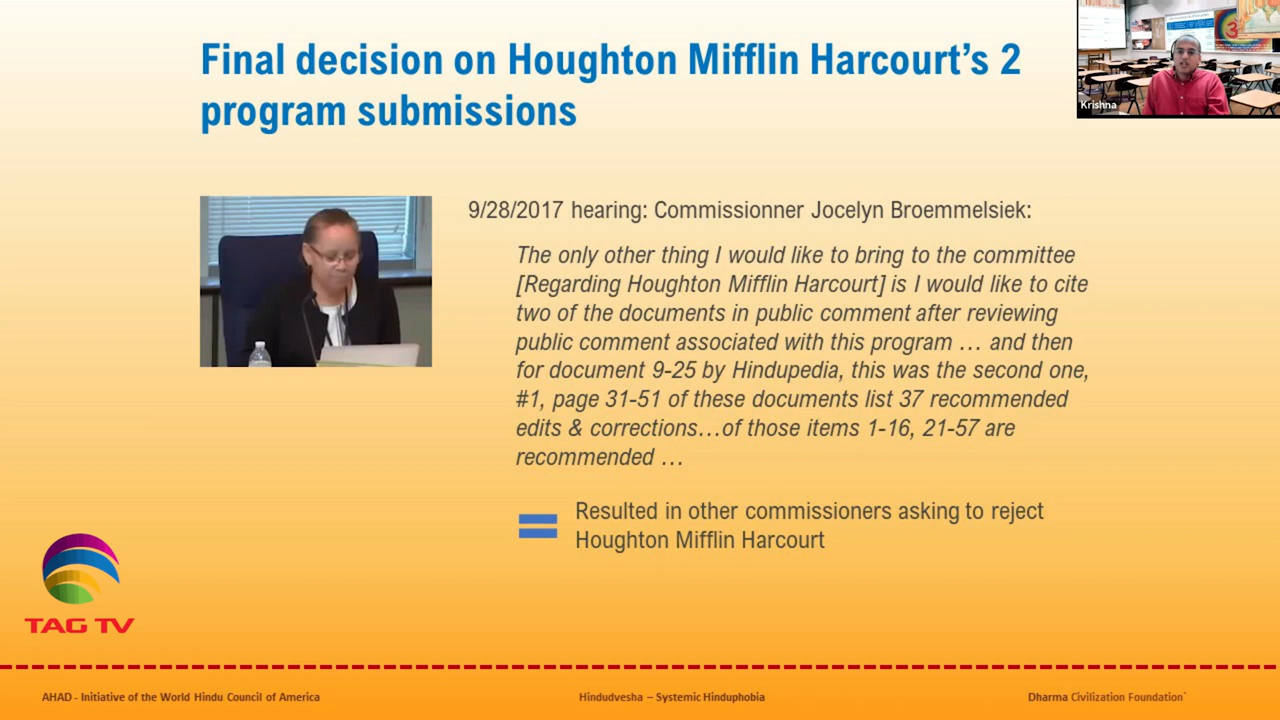 Final decision on Houghton Mifflin Harcourt’s 2
program submissions
Krishna
9/28/2017 hearing: Commissionner Jocelyn Broemmelsiek:
The only other thing I would like to bring to the committee
[Regarding Houghton Mifflin Harcourt] is I would like to cite
two of the documents in public comment after reviewing
public comment associated with this program … and then
for document 9-25 by Hindupedia, this was the second one,
#1, page 31-51 of these documents list 37 recommended
edits & corrections…of those items 1-16, 21-57 are
recommended …
Resulted in other commissioners asking to reject
Houghton Mifflin Harcourt
TAG TV
AHAD - Initiative of the World Hindu Council of America
Hindudvesha – Systemic Hinduphobia
Dharma Civilization Foundation`